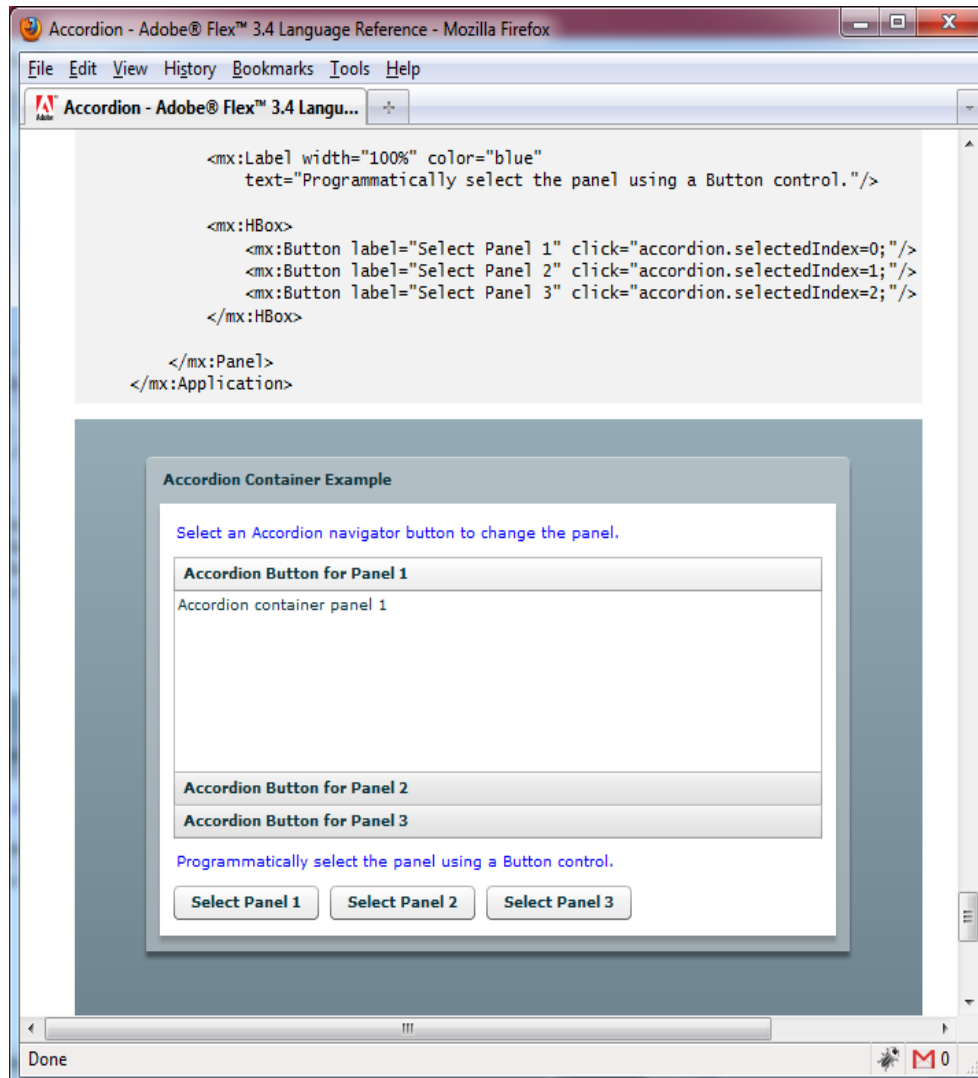 Accordion - Adobe® Flex™ 3.4 Language Reference - Mozilla Firefox
File Edit View History Bookmarks Tools Help
Adobe
Accordion - Adobe® Flex™ 3.4 Langu...
<mx:Label width="100%" color="blue"
text="Programmatically select the panel using a Button control."/>
<mx:HBox>
<mx:Button label="Select Panel 1" click="accordion.selectedIndex=0;"/>
<mx:Button label="Select Panel 2" click="accordion.selectedIndex=1;"/>
<mx:Button label="Select Panel 3" click="accordion.selectedIndex=2;"/>
</mx:HBox>
</mx:Panel>
</mx:Application>
Accordion Container Example
Select an Accordion navigator button to change the panel.
Accordion Button for Panel 1
Accordion container panel 1
Accordion Button for Panel 2
Accordion Button for Panel 3
Programmatically select the panel using a Button control.
Select Panel 1 Select Panel 2 Select Panel 3
Done 0